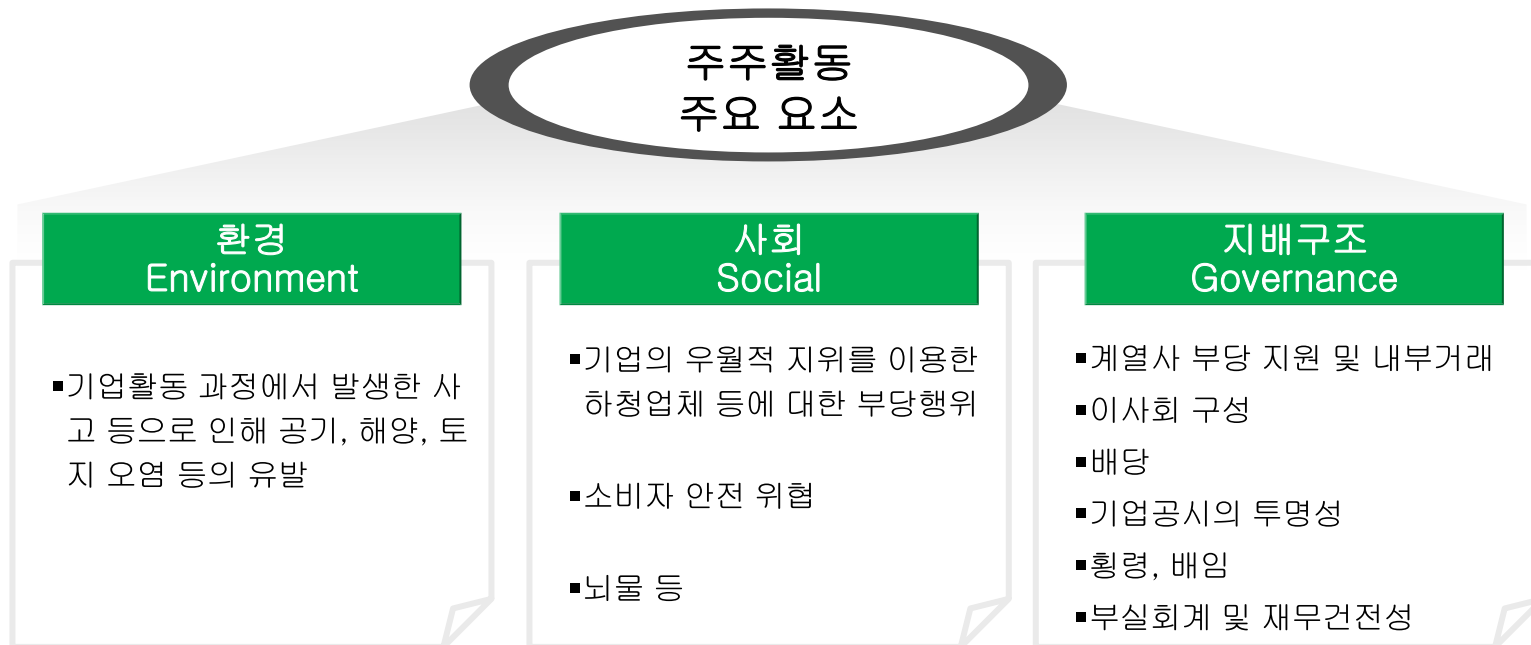 주주활동
주요 요소
환경
Environment
▪기업활동 과정에서 발생한 사
고 등으로 인해 공기, 해양, 토
지 오염 등의 유발
사회
Social
▪기업의 우월적 지위를 이용한
하청업체 등에 대한 부당행위
▪소비자 안전 위협
▪뇌물 등
지배구조
Governance
▪계열사 부당 지원 및 내부거래
▪이사회 구성
▪배당
▪기업공시의 투명성
▪횡령, 배임
▪부실회계 및 재무건전성